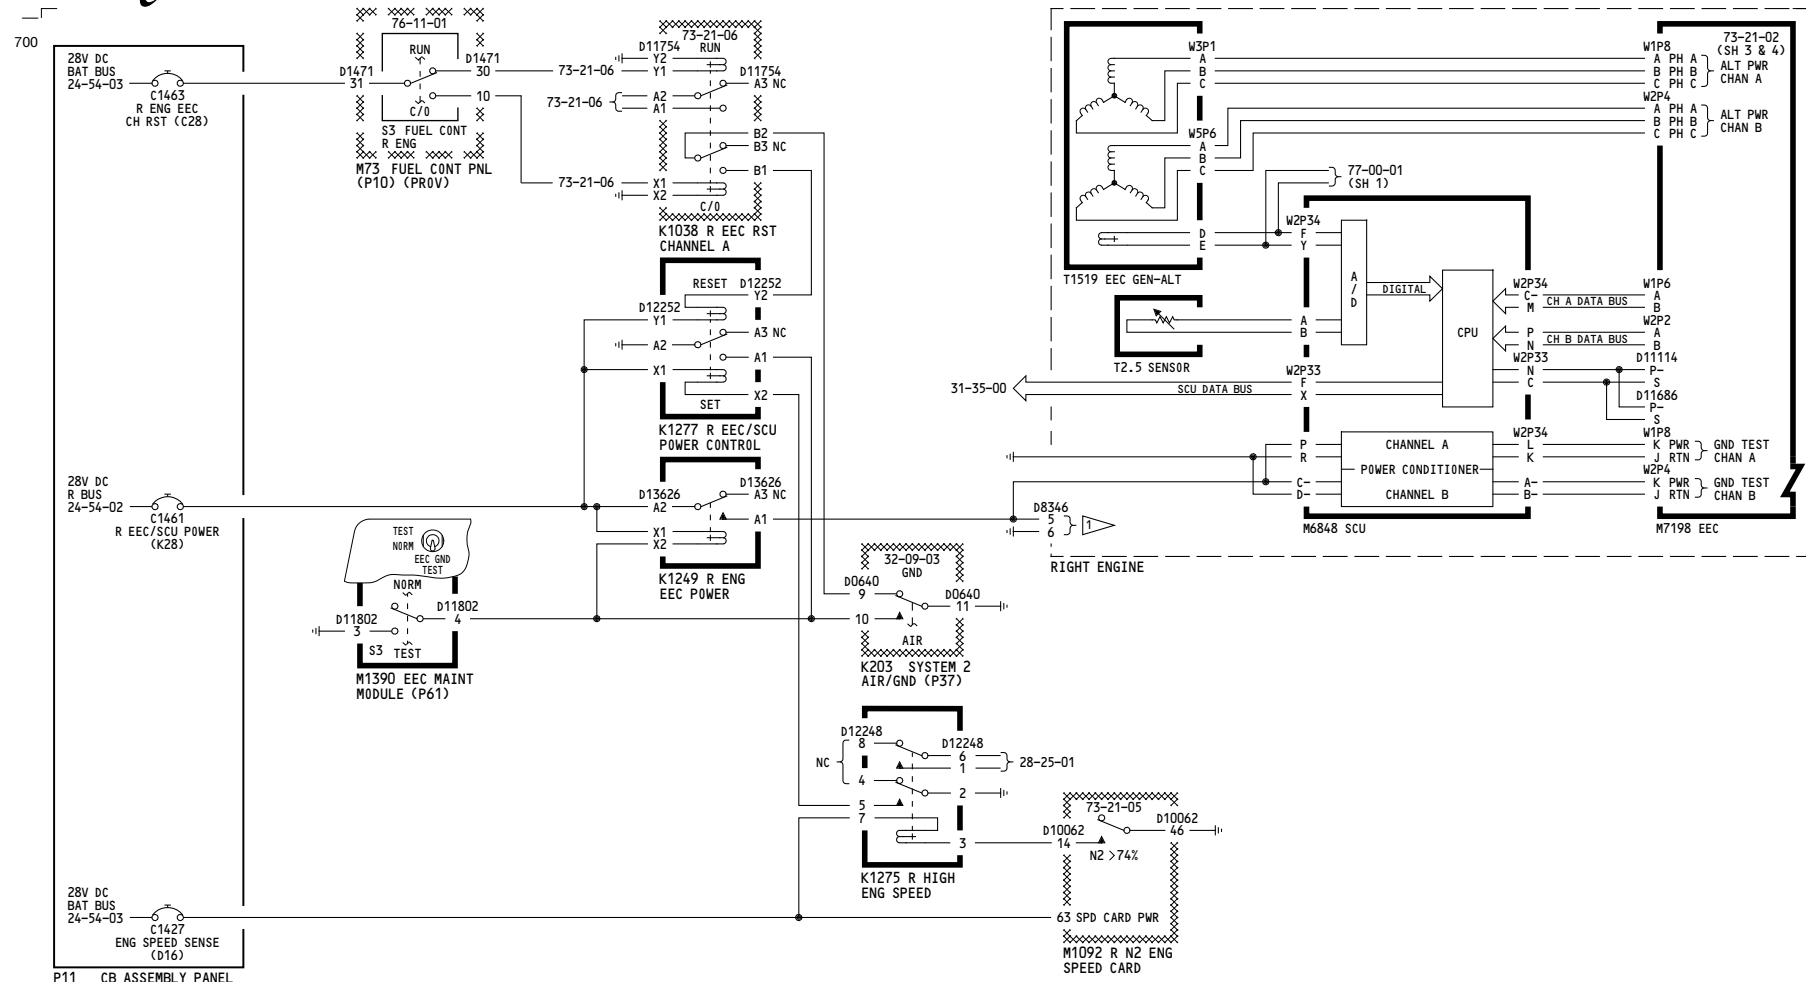 700
28V DC
BAT BUS
24-54-03
C1463
R ENG EEC
CH RST (C28)
28V DC
R BUS
24-54-02
C1461
R EEC/SCU POWER
(K28)
28V DC
BAT BUS
24-54-03
C1427
ENG SPEED SENSE
(D16)
P11 CB ASSEMBLY PANEL
76-11-01
RUN
D1471
31
D1471
30
10
C/O
S3 FUEL CONT
R ENG
M73 FUEL CONT PNL
(P10) (PROV)
73-21-06
73-21-06
73-21-06
73-21-06
RUN
D11754
Y2
Y1
D11754
A3 NC
A2
A1
B2
B3 NC
B1
X1
X2
C/O
K1038 R EEC RST
CHANNEL A
RESET
D12252
Y2
D12252
Y1
A3 NC
A2
A1
X1
X2
SET
K1277 R EEC/SCU
POWER CONTROL
D13626
A2
D13626
A3 NC
A1
X1
X2
K1249 R ENG
EEC POWER
TEST
NORM
EEC GND
TEST
NORM
D11802
3
D11802
4
S3 TEST
M1390 EEC MAINT
MODULE (P61)
32-09-03
GND
D0640
9
D0640
11
10
AIR
K203 SYSTEM 2
AIR/GND (P37)
D12248
8
NC
4
D12248
6
1
28-25-01
2
5
7
3
K1275 R HIGH
ENG SPEED
73-21-05
D10062
14
D10062
46
N2 >74%
63 SPD CARD PWR
M1092 R N2 ENG
SPEED CARD
W3P1
A
B
C
W5P6
A
B
C
D
E
T1519 EEC GEN-ALT
77-00-01
(SH 1)
T2.5 SENSOR
W2P34
F
Y
A/D
DIGITAL
CPU
A
B
W2P33
F
X
31-35-00
SCU DATA BUS
P
R
C-
D-
CHANNEL A
POWER CONDITIONER
CHANNEL B
M6848 SCU
W2P34
C-
M
CH A DATA BUS
P
N
CH B DATA BUS
W2P33
N
C
W2P34
L
K
A-
B-
73-21-02
(SH 3 & 4)
W1P8
A PH A
B PH B
C PH C
ALT PWR
CHAN A
W2P4
A PH A
B PH B
C PH C
ALT PWR
CHAN B
W1P6
A
B
W2P2
A
B
D11114
P-
S
D11686
P-
S
W1P8
K PWR
J RTN
GND TEST
CHAN A
W2P4
K PWR
J RTN
GND TEST
CHAN B
M7198 EEC
D8346
5
6
1
RIGHT ENGINE